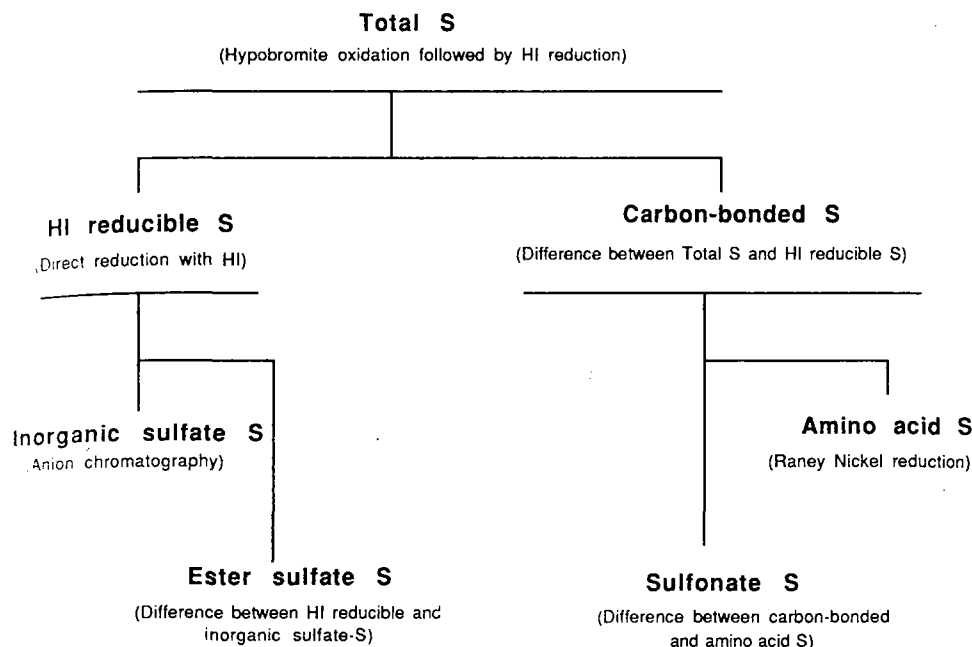 Total S
(Hypobromite oxidation followed by HI reduction)
HI reducible S
(Direct reduction with HI)
Carbon-bonded S
(Difference between Total S and HI reducible S)
Inorganic sulfate S
(Anion chromatography)
Amino acid S
(Raney Nickel reduction)
Ester sulfate S
(Difference between HI reducible and
inorganic sulfate-S)
Sulfonate S
(Difference between carbon-bonded
and amino acid S)